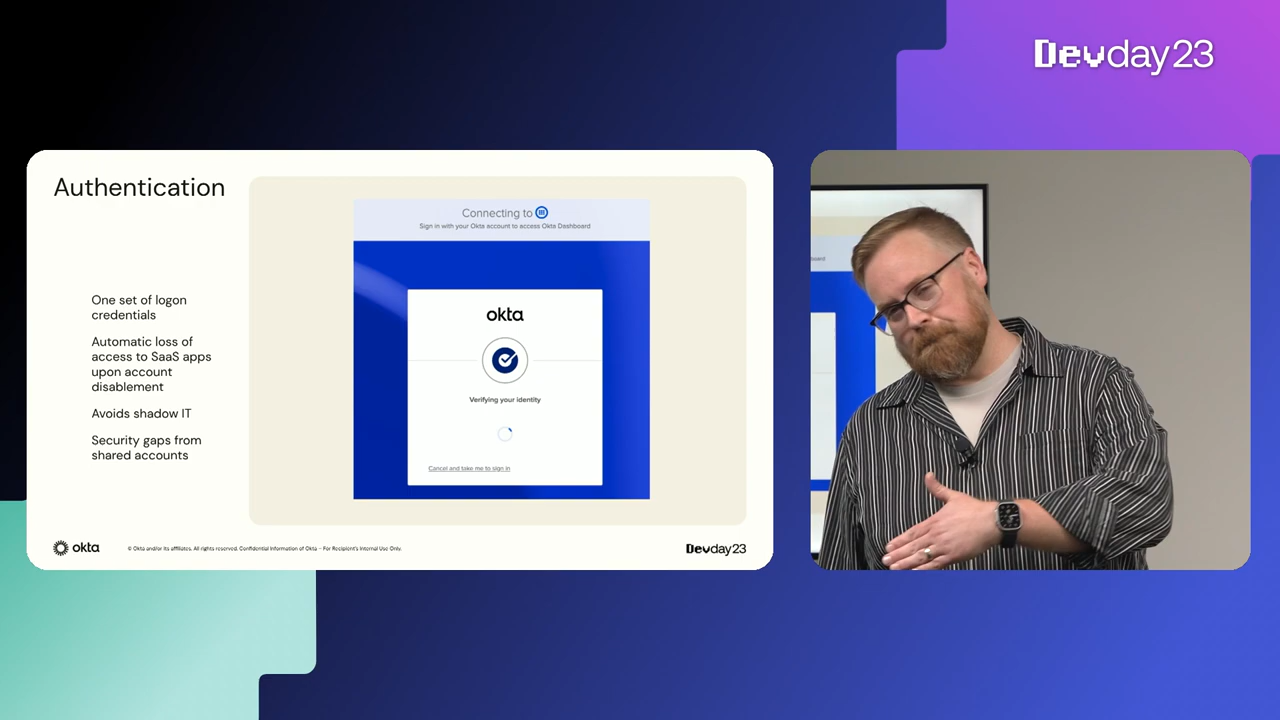 Devday23
Authentication
One set of logon
credentials
Automatic loss of
access to SaaS apps
upon account
disablement
Avoids shadow IT
Security gaps from
shared accounts
Connecting to
Sign in with your Okta account to access Okta Dashboard
okta
Verifying your identity
Cancel and take me to sign in
okta
© Okta and/or its affiliates. All rights reserved. Confidential Information of Okta – For Recipient's Internal Use Only.
Devday23